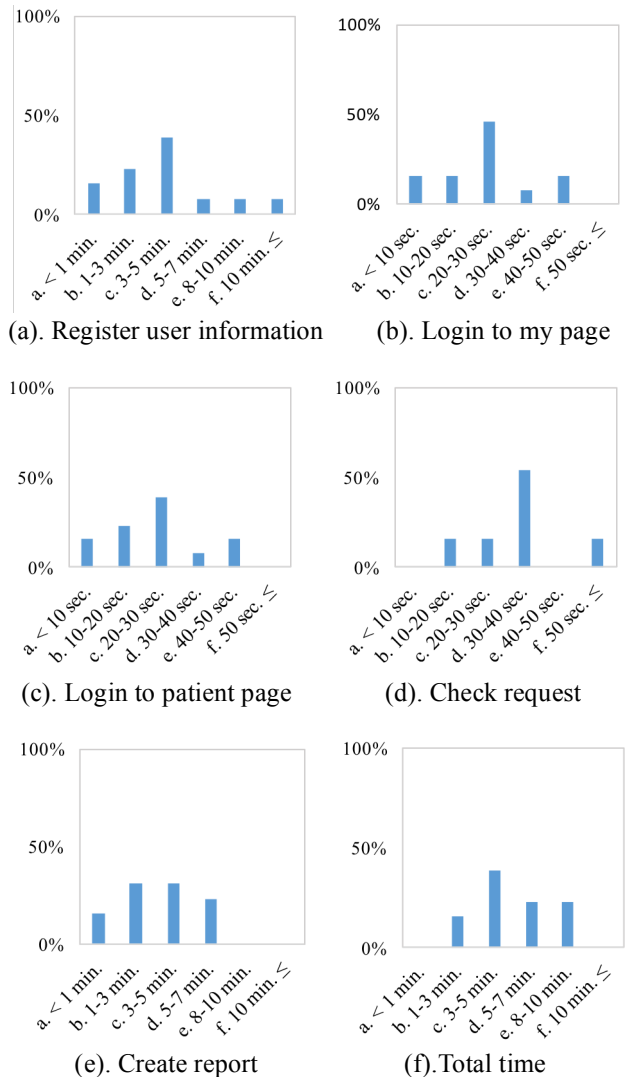 100%
50%
0%
a. < 1 min.
b. 1-3 min.
c. 3-5 min.
d. 5-7 min.
e. 8-10 min.
f. 10 min. ≤
(a). Register user information
100%
50%
0%
a. < 10 sec.
b. 10-20 sec.
c. 20-30 sec.
d. 30-40 sec.
e. 40-50 sec.
f. 50 sec. ≤
(b). Login to my page
100%
50%
0%
a. < 10 sec.
b. 10-20 sec.
c. 20-30 sec.
d. 30-40 sec.
e. 40-50 sec.
f. 50 sec. ≤
(c). Login to patient page
100%
50%
0%
a. < 10 sec.
b. 10-20 sec.
c. 20-30 sec.
d. 30-40 sec.
e. 40-50 sec.
f. 50 sec. ≤
(d). Check request
100%
50%
0%
a. < 1 min.
b. 1-3 min.
c. 3-5 min.
d. 5-7 min.
e. 8-10 min.
f. 10 min. ≤
(e). Create report
100%
50%
0%
a. < 1 min.
b. 1-3 min.
c. 3-5 min.
d. 5-7 min.
e. 8-10 min.
f. 10 min. ≤
(f).Total time